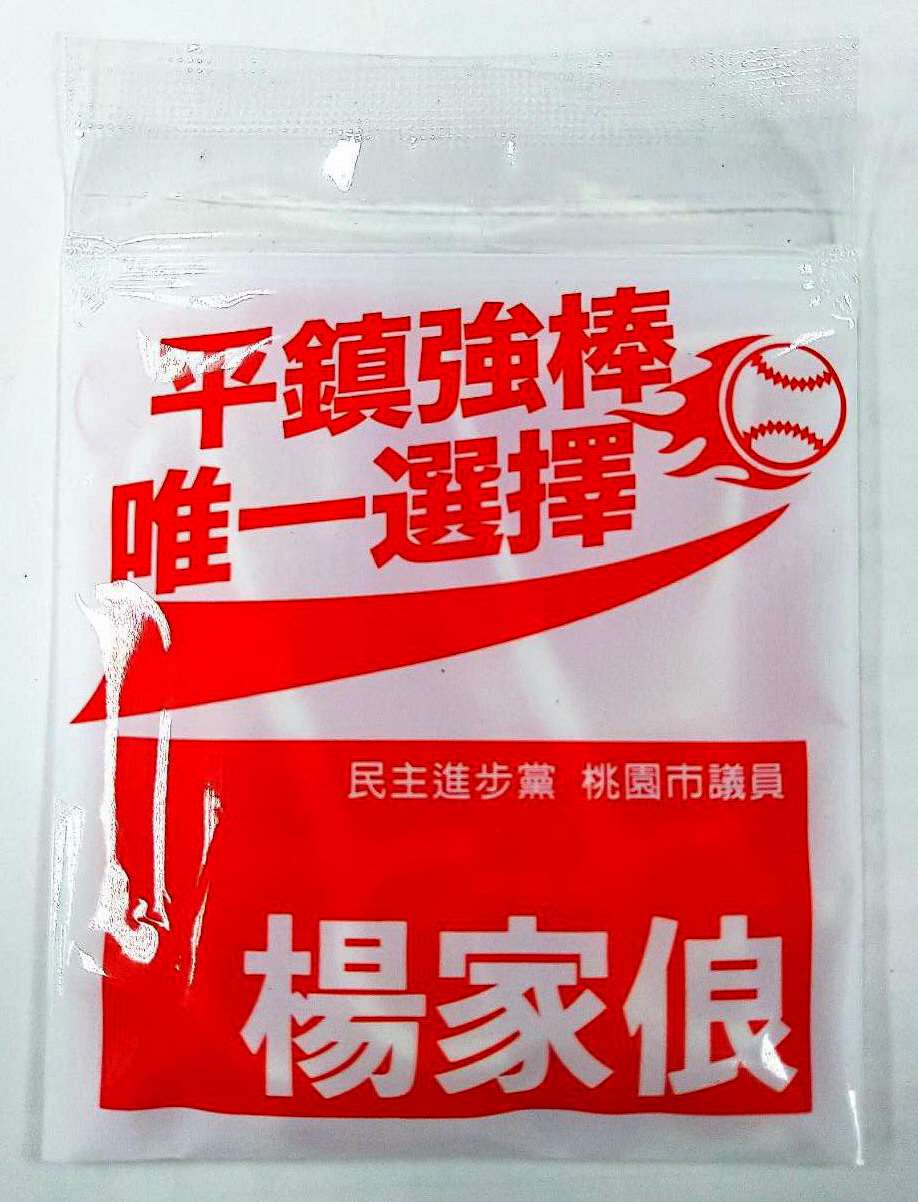 平鎮強棒
唯一選擇
民主進步黨 桃園市議員
楊家俍